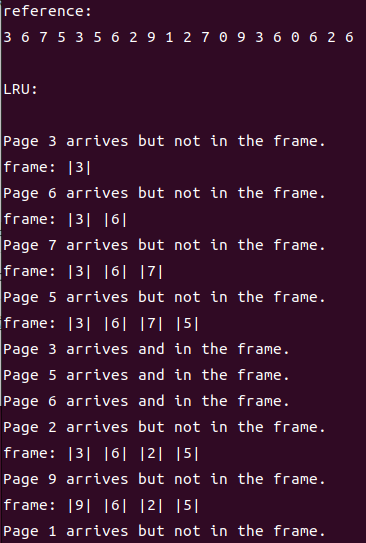 reference:
3 6 7 5 3 5 6 2 9 1 2 7 0 9 3 6 0 6 2 6
LRU:
Page 3 arrives but not in the frame.
frame: |3|
Page 6 arrives but not in the frame.
frame: |3| |6|
Page 7 arrives but not in the frame.
frame: |3| |6| |7|
Page 5 arrives but not in the frame.
frame: |3| |6| |7| |5|
Page 3 arrives and in the frame.
Page 5 arrives and in the frame.
Page 6 arrives and in the frame.
Page 2 arrives but not in the frame.
frame: |3| |6| |2| |5|
Page 9 arrives but not in the frame.
frame: |9| |6| |2| |5|
Page 1 arrives but not in the frame.